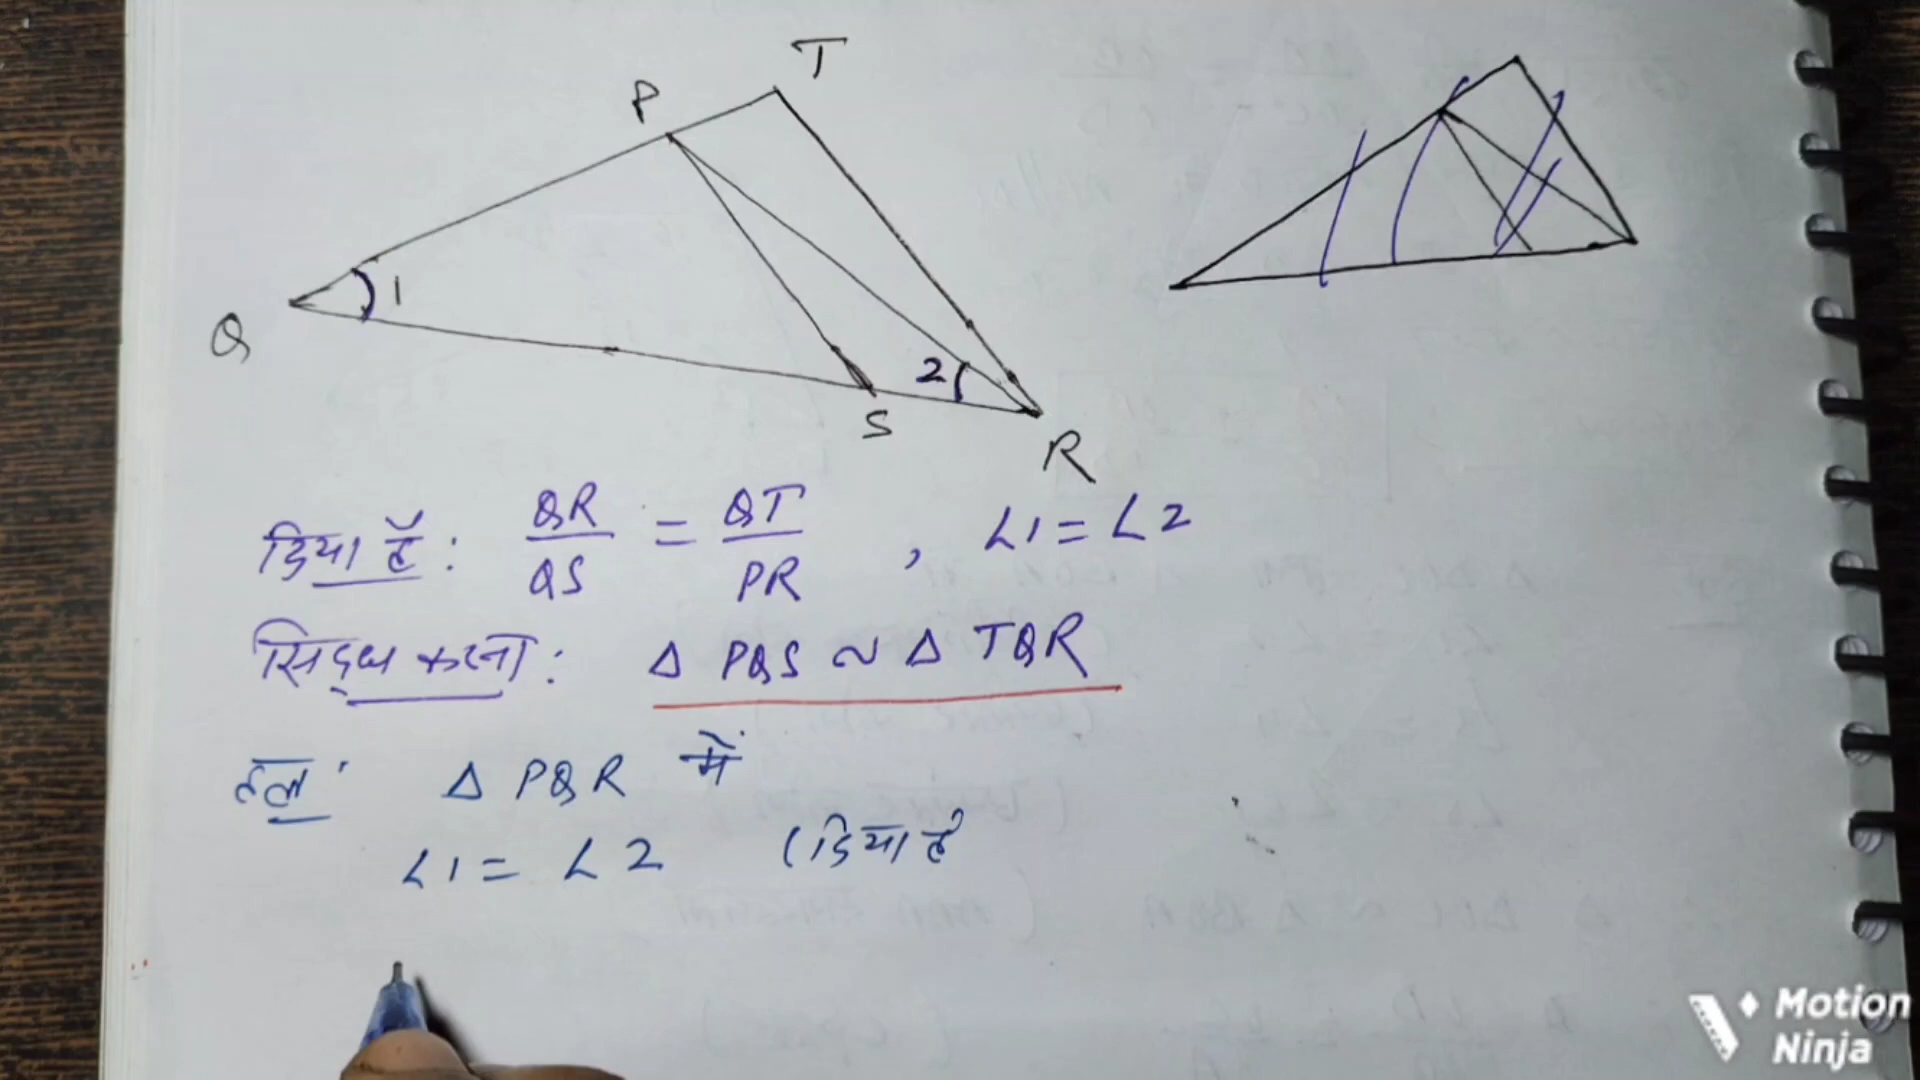 T
P
1
Q
2
S
R
दिया है : QR/QS = QT/PR , ∠1 = ∠2
सिद्ध करना : Δ PQS ~ Δ TQR
हल : Δ PQR में
∠1 = ∠2 (दिया है
Motion
Ninja